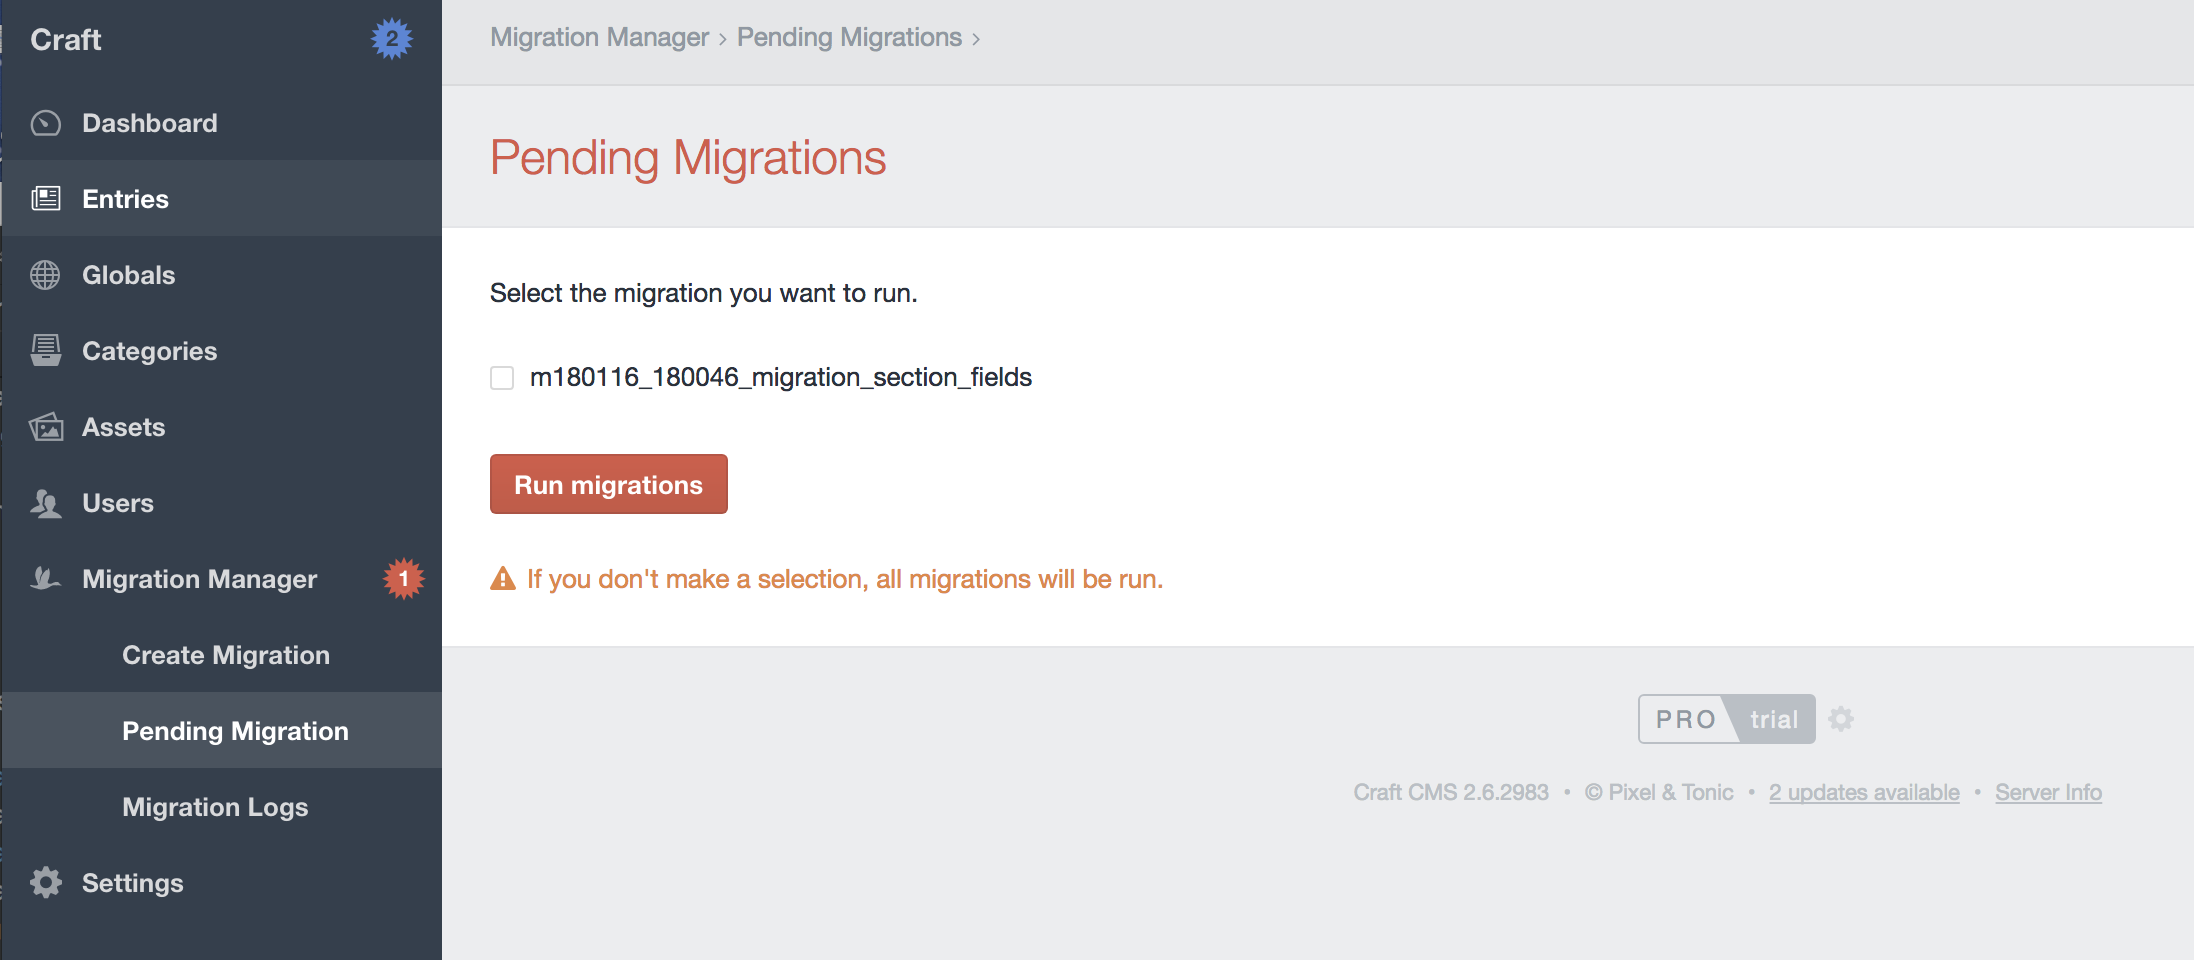 Craft 2
Dashboard
Entries
Globals
Categories
Assets
Users
Migration Manager 1
Create Migration
Pending Migration
Migration Logs
Settings
Migration Manager › Pending Migrations ›
Pending Migrations
Select the migration you want to run.
m180116_180046_migration_section_fields
Run migrations
If you don't make a selection, all migrations will be run.
PRO trial
Craft CMS 2.6.2983 • © Pixel & Tonic • 2 updates available • Server Info